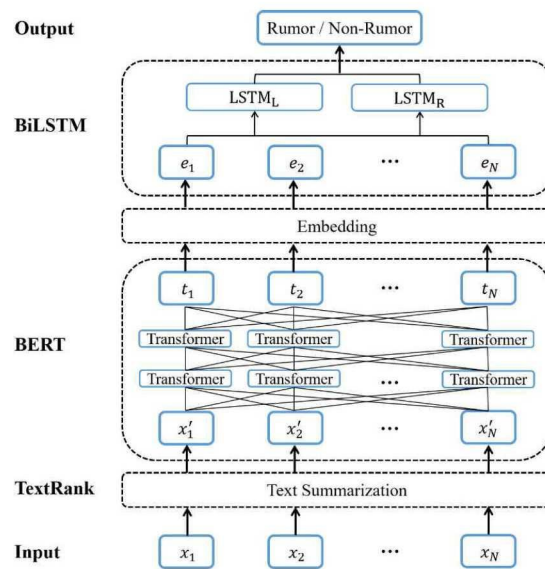 Output
Rumor / Non-Rumor
LSTM_L LSTM_R
BiLSTM
e_1 e_2 ... e_N
Embedding
t_1 t_2 ... t_N
Transformer Transformer Transformer
BERT
Transformer Transformer ... Transformer
x'_1 x'_2 ... x'_N
TextRank
Text Summarization
Input
x_1 x_2 ... x_N